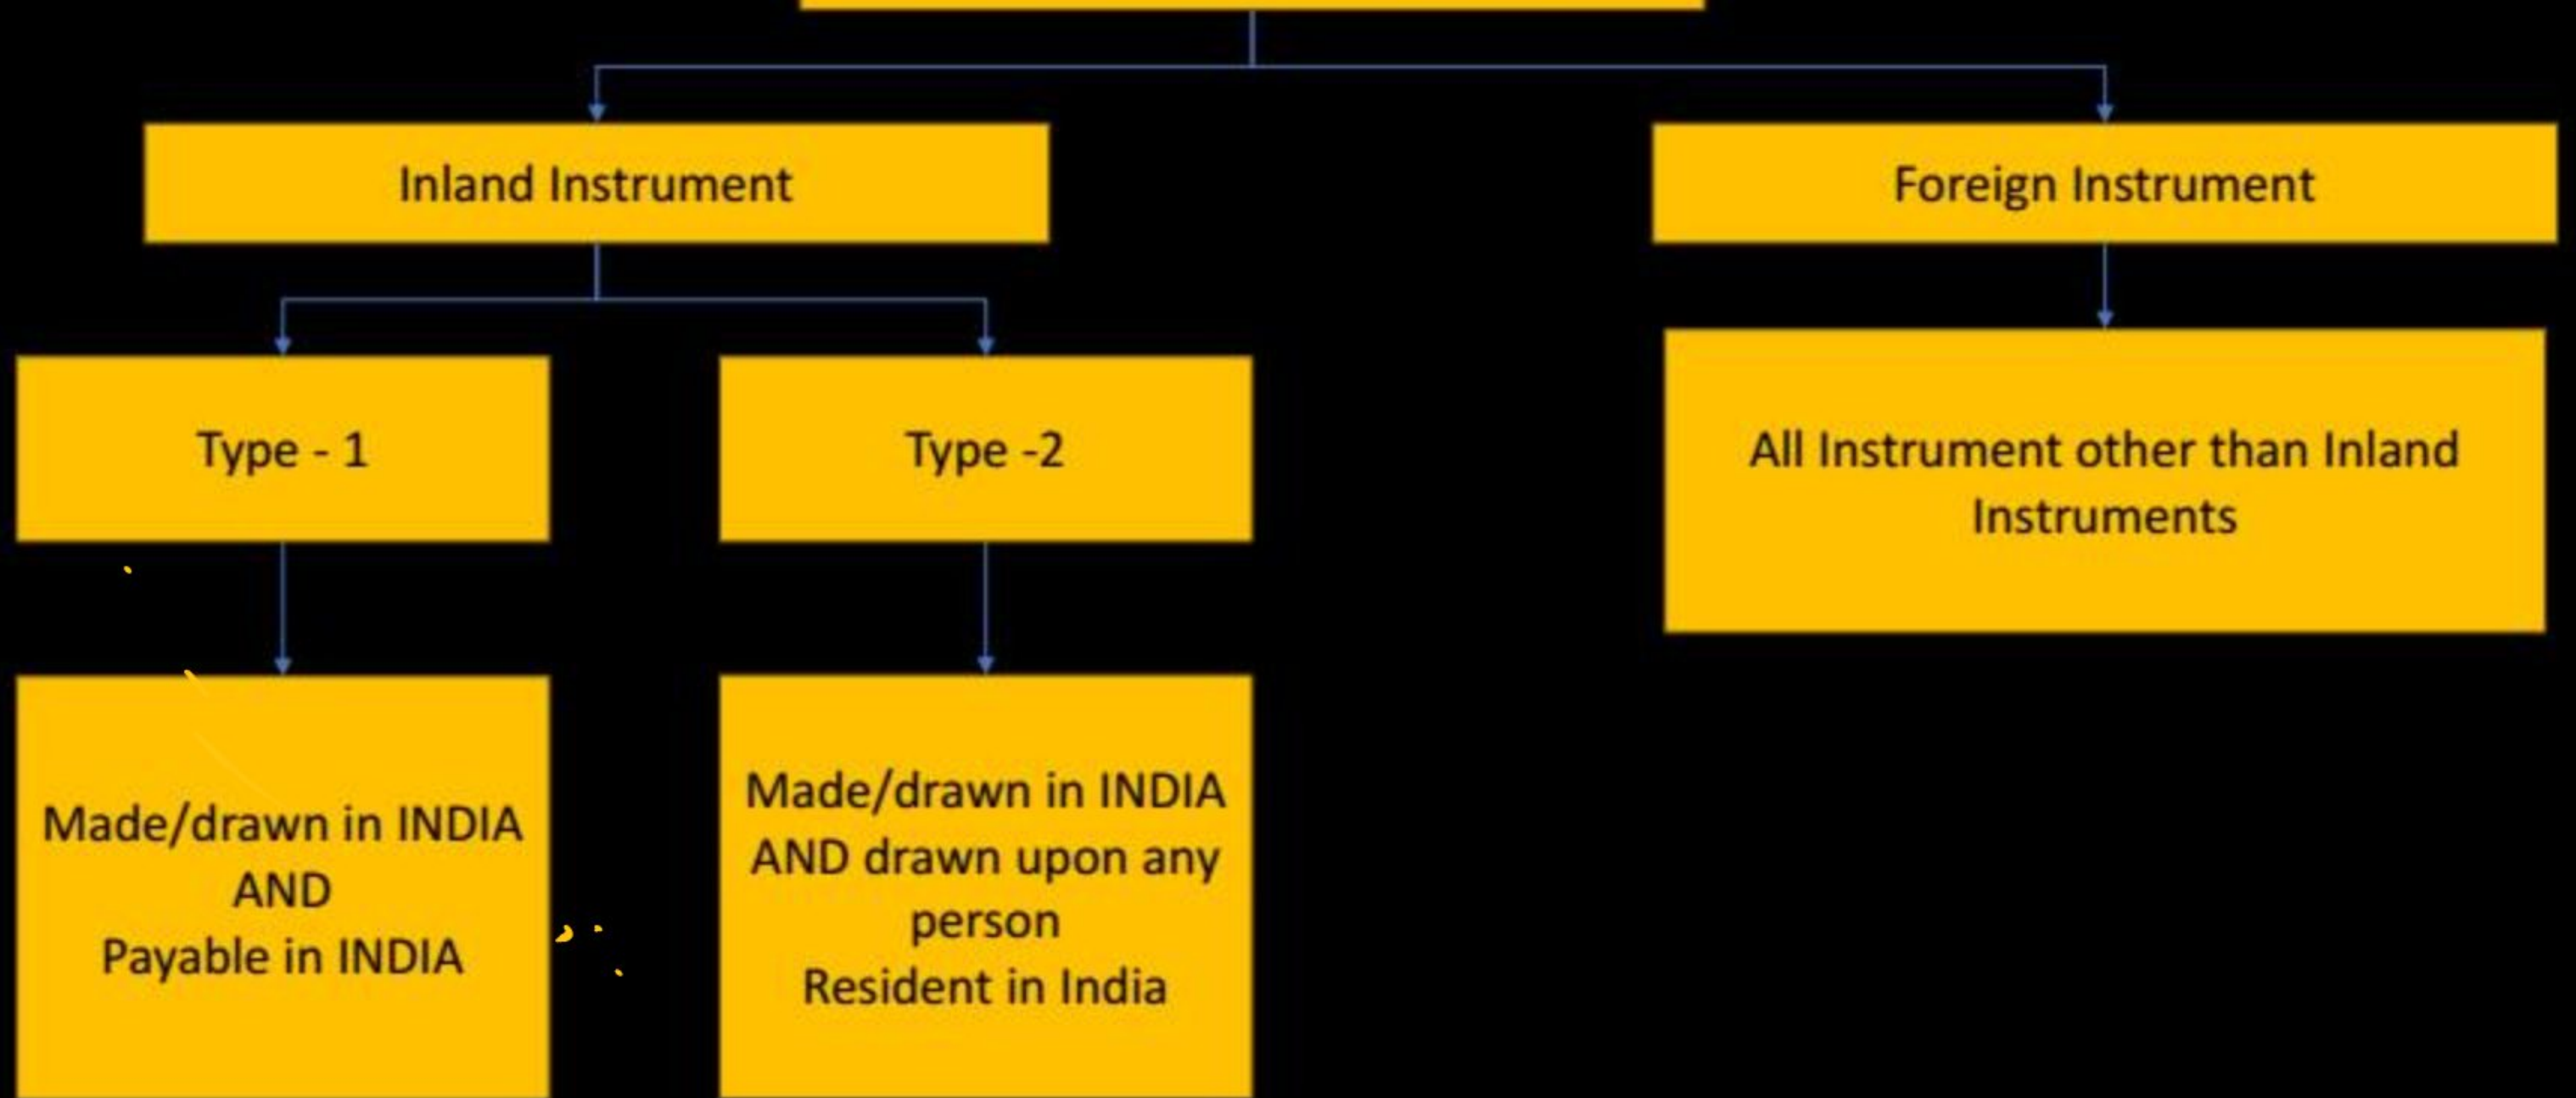 Inland Instrument
Foreign Instrument
Type - 1
Type -2
All Instrument other than Inland
Instruments
Made/drawn in INDIA
AND
Payable in INDIA
Made/drawn in INDIA
AND drawn upon any
person
Resident in India